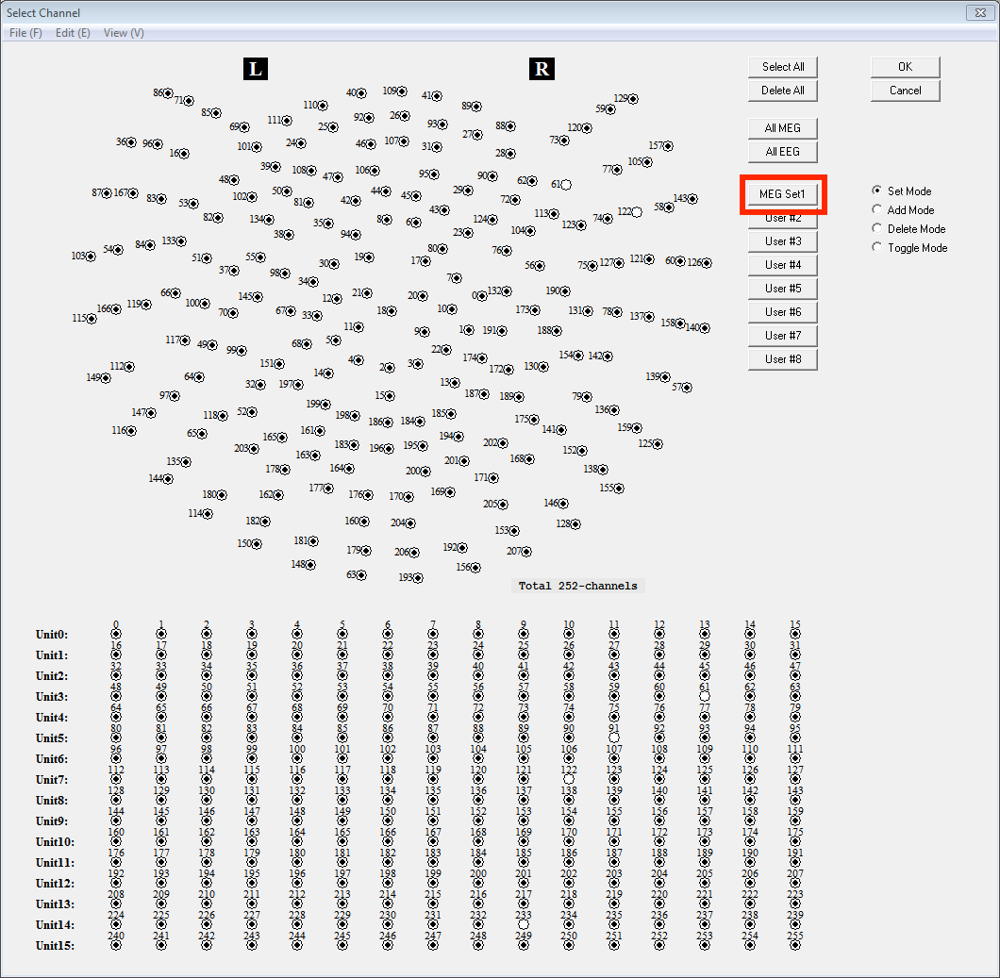 Select Channel
File (F) Edit (E) View (V)
L R
Select All OK
Delete All Cancel
All MEG
All EEG
MEG Set1
User #2
User #3
User #4
User #5
User #6
User #7
User #8
Set Mode
Add Mode
Delete Mode
Toggle Mode
86 71 40 109 41 129
85 110 89 59
69 111 25 92 26 93 27 88 120
36 96 16 101 24 46 107 31 28 73 157
48 39 108 47 106 95 90 62 61 77 105
87 167 83 53 102 50 81 42 44 45 29 72 58 143
82 134 38 35 94 8 6 43 23 124 104 113 123 74 122
103 54 84 133 51 55 30 19 17 80 76 56 75 127 121 60 126
37 98 34 7
115 166 119 66 100 70 145 67 33 12 21 18 20 10 0 132 173 190 131 78 137 158 140
117 49 99 68 5 11 9 22 1 191 188
149 112 151 14 4 2 3 174 172 130 154 142
64 32 197 13 139 57
147 97 118 52 199 198 15 186 184 185 187 189 175 79 136
116 65 203 165 161 183 196 195 194 202 141 159 125
144 135 178 163 164 200 201 171 168 152 138
114 180 162 177 176 170 169 205 146 155
150 182 181 160 204 153 128
148 179 206 192 207
63 193 156
Total 252-channels
0 1 2 3 4 5 6 7 8 9 10 11 12 13 14 15
Unit0:
16 17 18 19 20 21 22 23 24 25 26 27 28 29 30 31
Unit1:
32 33 34 35 36 37 38 39 40 41 42 43 44 45 46 47
Unit2:
48 49 50 51 52 53 54 55 56 57 58 59 60 61 62 63
Unit3:
64 65 66 67 68 69 70 71 72 73 74 75 76 77 78 79
Unit4:
80 81 82 83 84 85 86 87 88 89 90 91 92 93 94 95
Unit5:
96 97 98 99 100 101 102 103 104 105 106 107 108 109 110 111
Unit6:
112 113 114 115 116 117 118 119 120 121 122 123 124 125 126 127
Unit7:
128 129 130 131 132 133 134 135 136 137 138 139 140 141 142 143
Unit8:
144 145 146 147 148 149 150 151 152 153 154 155 156 157 158 159
Unit9:
160 161 162 163 164 165 166 167 168 169 170 171 172 173 174 175
Unit10:
176 177 178 179 180 181 182 183 184 185 186 187 188 189 190 191
Unit11:
192 193 194 195 196 197 198 199 200 201 202 203 204 205 206 207
Unit12:
208 209 210 211 212 213 214 215 216 217 218 219 220 221 222 223
Unit13:
224 225 226 227 228 229 230 231 232 233 234 235 236 237 238 239
Unit14:
240 241 242 243 244 245 246 247 248 249 250 251 252 253 254 255
Unit15: